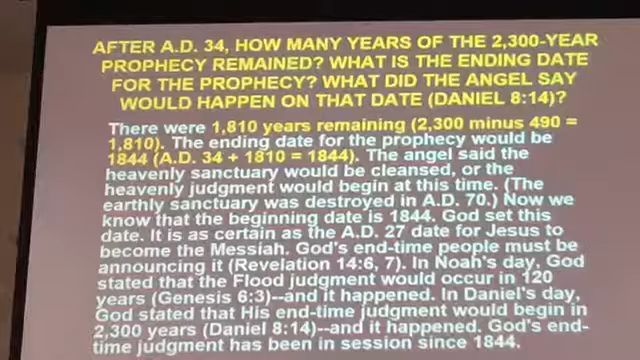 AFTER A.D. 34, HOW MANY YEARS OF THE 2,300-YEAR
PROPHECY REMAINED? WHAT IS THE ENDING DATE
FOR THE PROPHECY? WHAT DID THE ANGEL SAY
WOULD HAPPEN ON THAT DATE (DANIEL 8:14)?
There were 1,810 years remaining (2,300 minus 490 =
1,810). The ending date for the prophecy would be
1844 (A.D. 34 + 1810 = 1844). The angel said the
heavenly sanctuary would be cleansed, or the
heavenly judgment would begin at this time. (The
earthly sanctuary was destroyed in A.D. 70.) Now we
know that the beginning date is 1844. God set this
date. It is as certain as the A.D. 27 date for Jesus to
become the Messiah. God's end-time people must be
announcing it (Revelation 14:6, 7). In Noah's day, God
stated that the Flood judgment would occur in 120
years (Genesis 6:3)--and it happened. In Daniel's day,
God stated that His end-time judgment would begin in
2,300 years (Daniel 8:14)--and it happened. God's end-
time judgment has been in session since 1844.